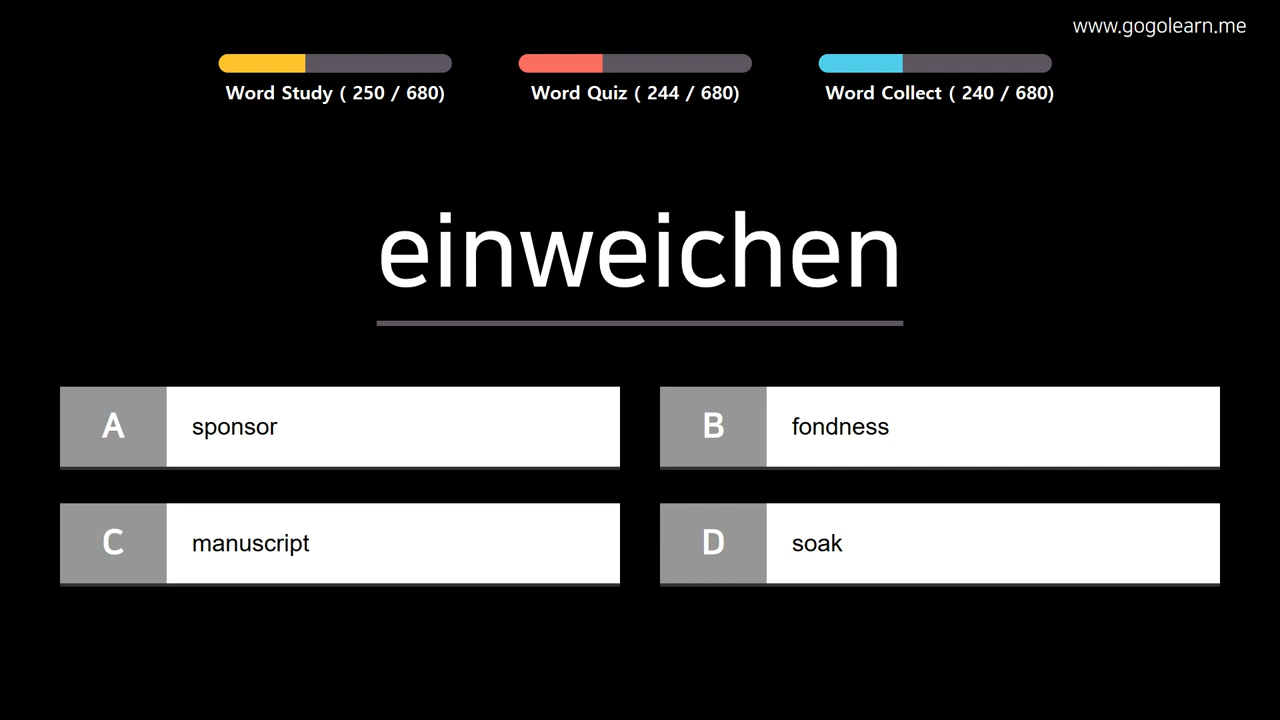 www.gogolearn.me
Word Study ( 250 / 680)
Word Quiz ( 244 / 680)
Word Collect ( 240 / 680)
einweichen
A sponsor
B fondness
C manuscript
D soak